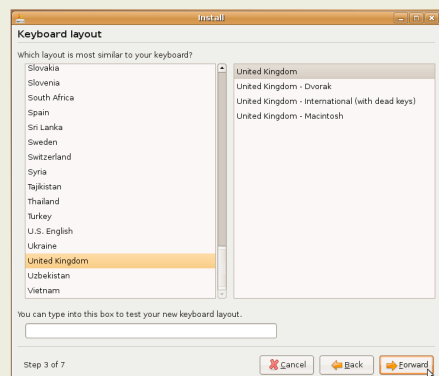 Install
Keyboard layout
Which layout is most similar to your keyboard?
Slovakia
Slovenia
South Africa
Spain
Sri Lanka
Sweden
Switzerland
Syria
Tajikistan
Thailand
Turkey
U.S. English
Ukraine
United Kingdom
Uzbekistan
Vietnam
United Kingdom
United Kingdom - Dvorak
United Kingdom - International (with dead keys)
United Kingdom - Macintosh
You can type into this box to test your new keyboard layout.
Step 3 of 7
Cancel
Back
Forward